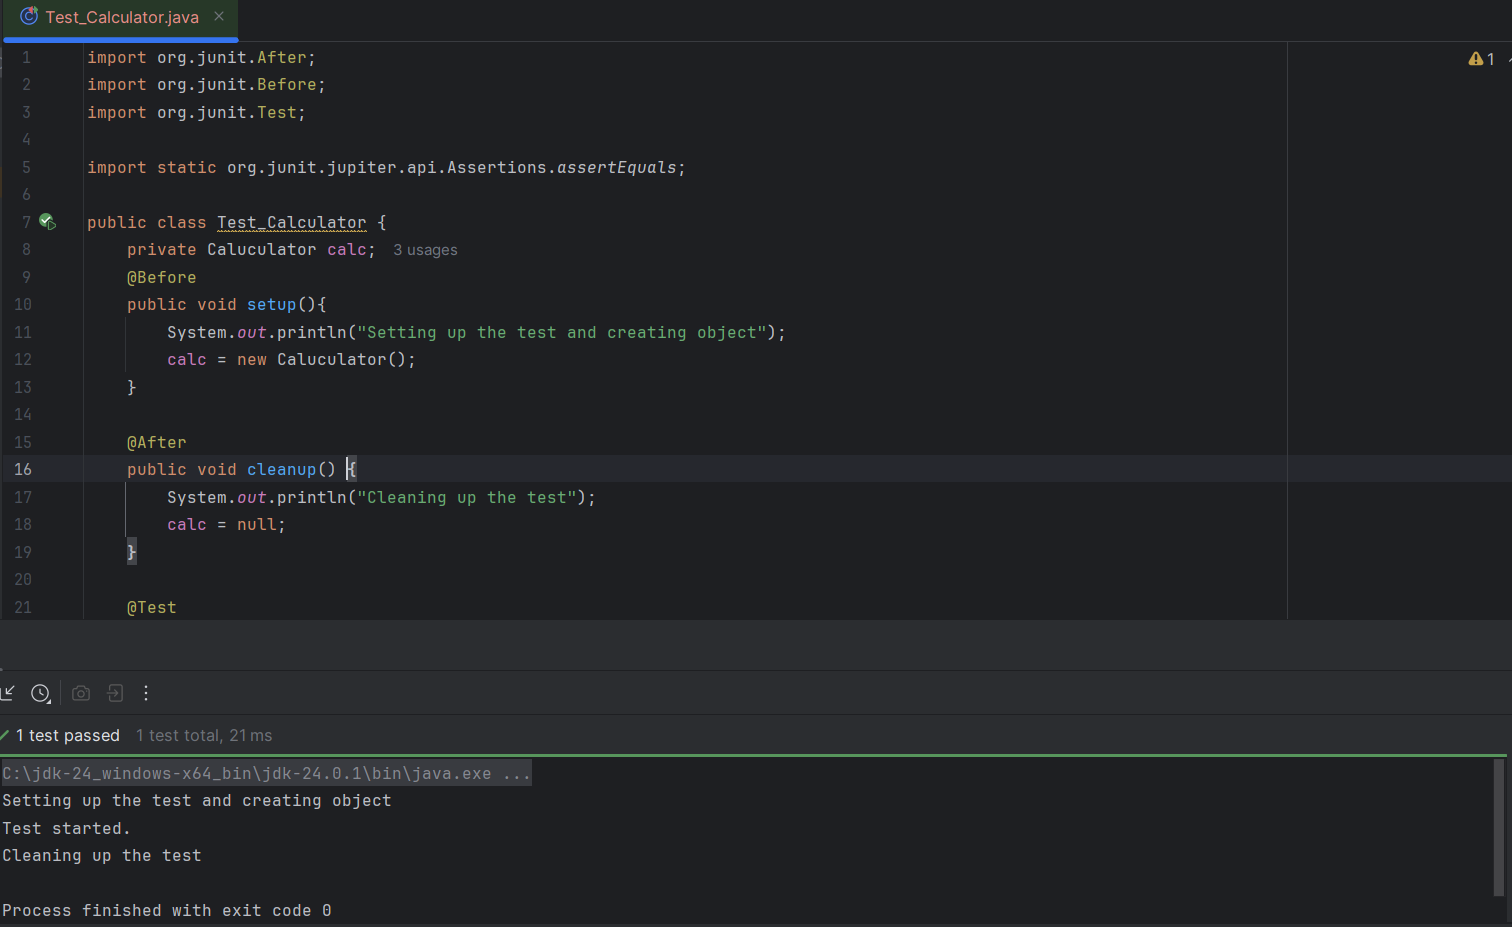 Test_Calculator.java
1 import org.junit.After;
2 import org.junit.Before;
3 import org.junit.Test;
4
5 import static org.junit.jupiter.api.Assertions.assertEquals;
6
7 public class Test_Calculator {
8 private Caluculator calc; 3 usages
9 @Before
10 public void setup(){
11 System.out.println("Setting up the test and creating object");
12 calc = new Caluculator();
13 }
14
15 @After
16 public void cleanup() {
17 System.out.println("Cleaning up the test");
18 calc = null;
19 }
20
21 @Test
1
1 test passed 1 test total, 21 ms
C:\jdk-24_windows-x64_bin\jdk-24.0.1\bin\java.exe ...
Setting up the test and creating object
Test started.
Cleaning up the test
Process finished with exit code 0